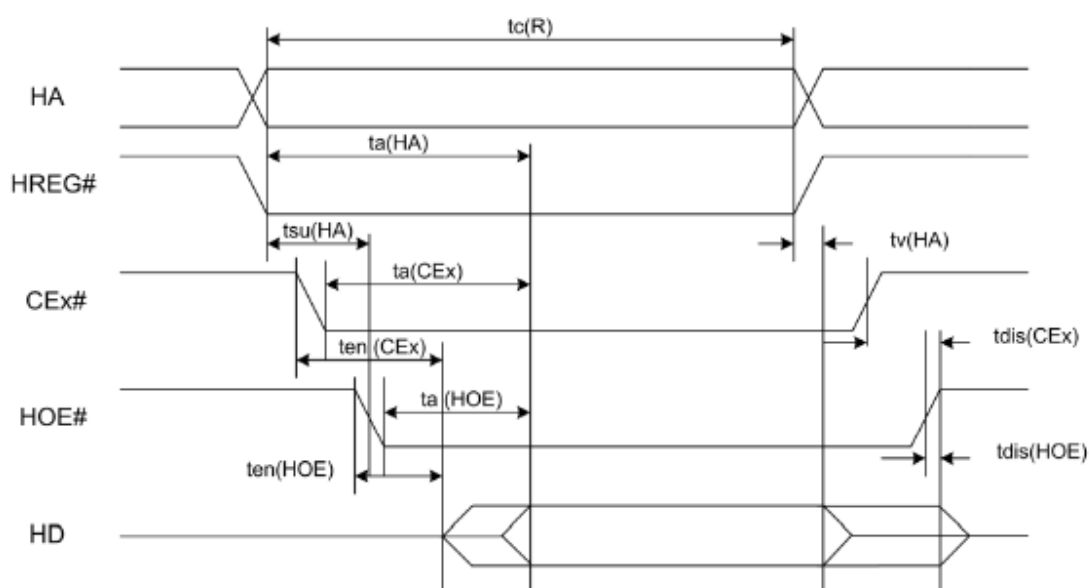 tc(R)
HA
ta(HA)
HREG#
tsu(HA)
tv(HA)
ta(CEx)
CEx#
ten (CEx)
tdis(CEx)
ta (HOE)
HOE#
ten(HOE)
tdis(HOE)
HD